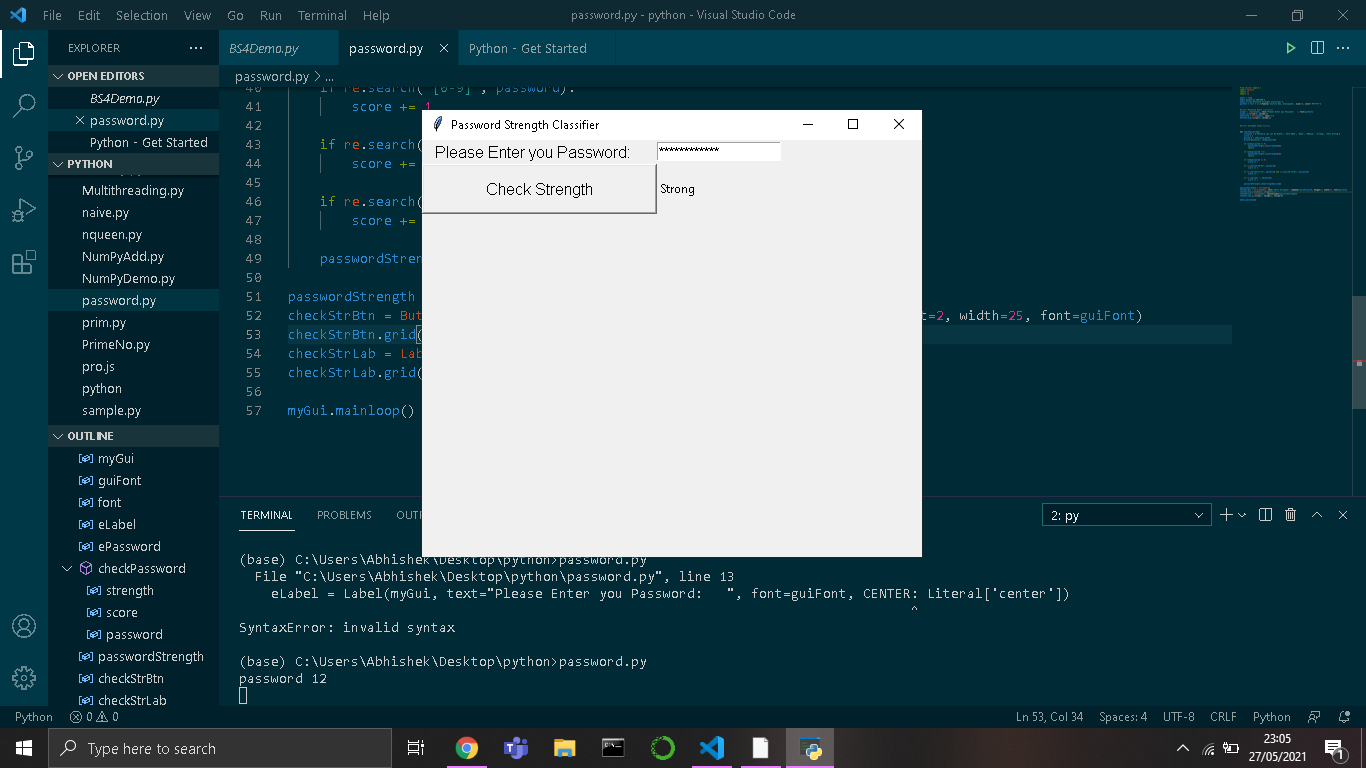 File Edit Selection View Go Run Terminal Help password.py - python - Visual Studio Code
EXPLORER
BS4Demo.py password.py Python - Get Started
OPEN EDITORS
BS4Demo.py
password.py
Python - Get Started
PYTHON
Multithreading.py
naive.py
nqueen.py
NumPyAdd.py
NumPyDemo.py
password.py
prim.py
PrimeNo.py
pro.js
python
sample.py
OUTLINE
myGui
guiFont
font
eLabel
ePassword
checkPassword
strength
score
password
passwordStrength
checkStrBtn
checkStrLab
password.py > ...
40 if re.search("[0-9]", password):
41 score += 1
42
43 if re.search(
44 score +=
45
46 if re.search(
47 score +=
48
49 passwordStren
50
51 passwordStrength
52 checkStrBtn = But t=2, width=25, font=guiFont)
53 checkStrBtn.grid(
54 checkStrLab = Lab
55 checkStrLab.grid(
56
57 myGui.mainloop()
Password Strength Classifier
Please Enter you Password: ************
Check Strength Strong
TERMINAL PROBLEMS OUT 2: py
(base) C:\Users\Abhishek\Desktop\python>password.py
File "C:\Users\Abhishek\Desktop\python\password.py", line 13
eLabel = Label(myGui, text="Please Enter you Password:   ", font=guiFont, CENTER: Literal['center'])
^
SyntaxError: invalid syntax
(base) C:\Users\Abhishek\Desktop\python>password.py
password 12
Python 0 0 Ln 53, Col 34 Spaces: 4 UTF-8 CRLF Python
Type here to search
23:05
27/05/2021
1